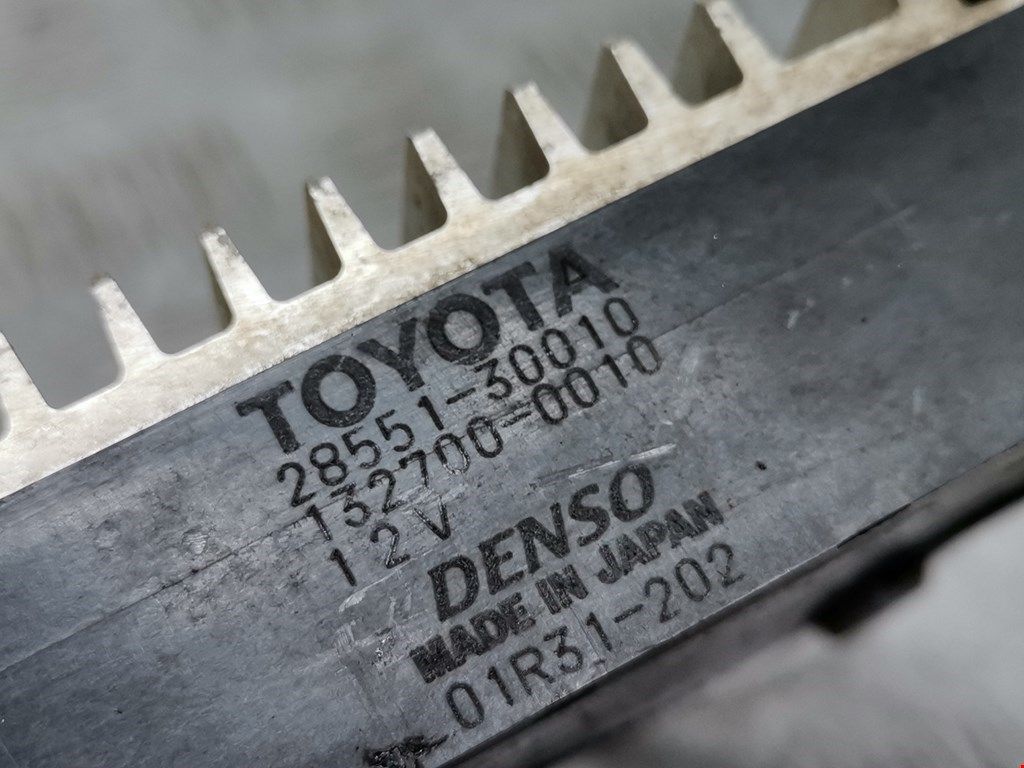 TOYOTA
28551-30010
132700-0010
12V
DENSO
MADE IN JAPAN
01R31-202